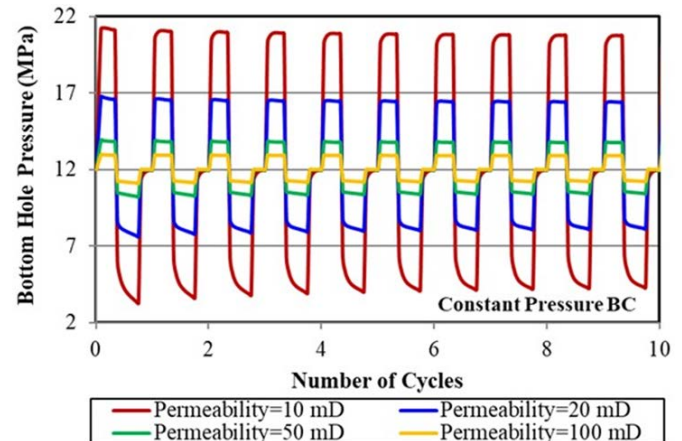 22
17
12
7
2
Bottom Hole Pressure (MPa)
Constant Pressure BC
0 2 4 6 8 10
Number of Cycles
Permeability=10 mD Permeability=20 mD
Permeability=50 mD Permeability=100 mD